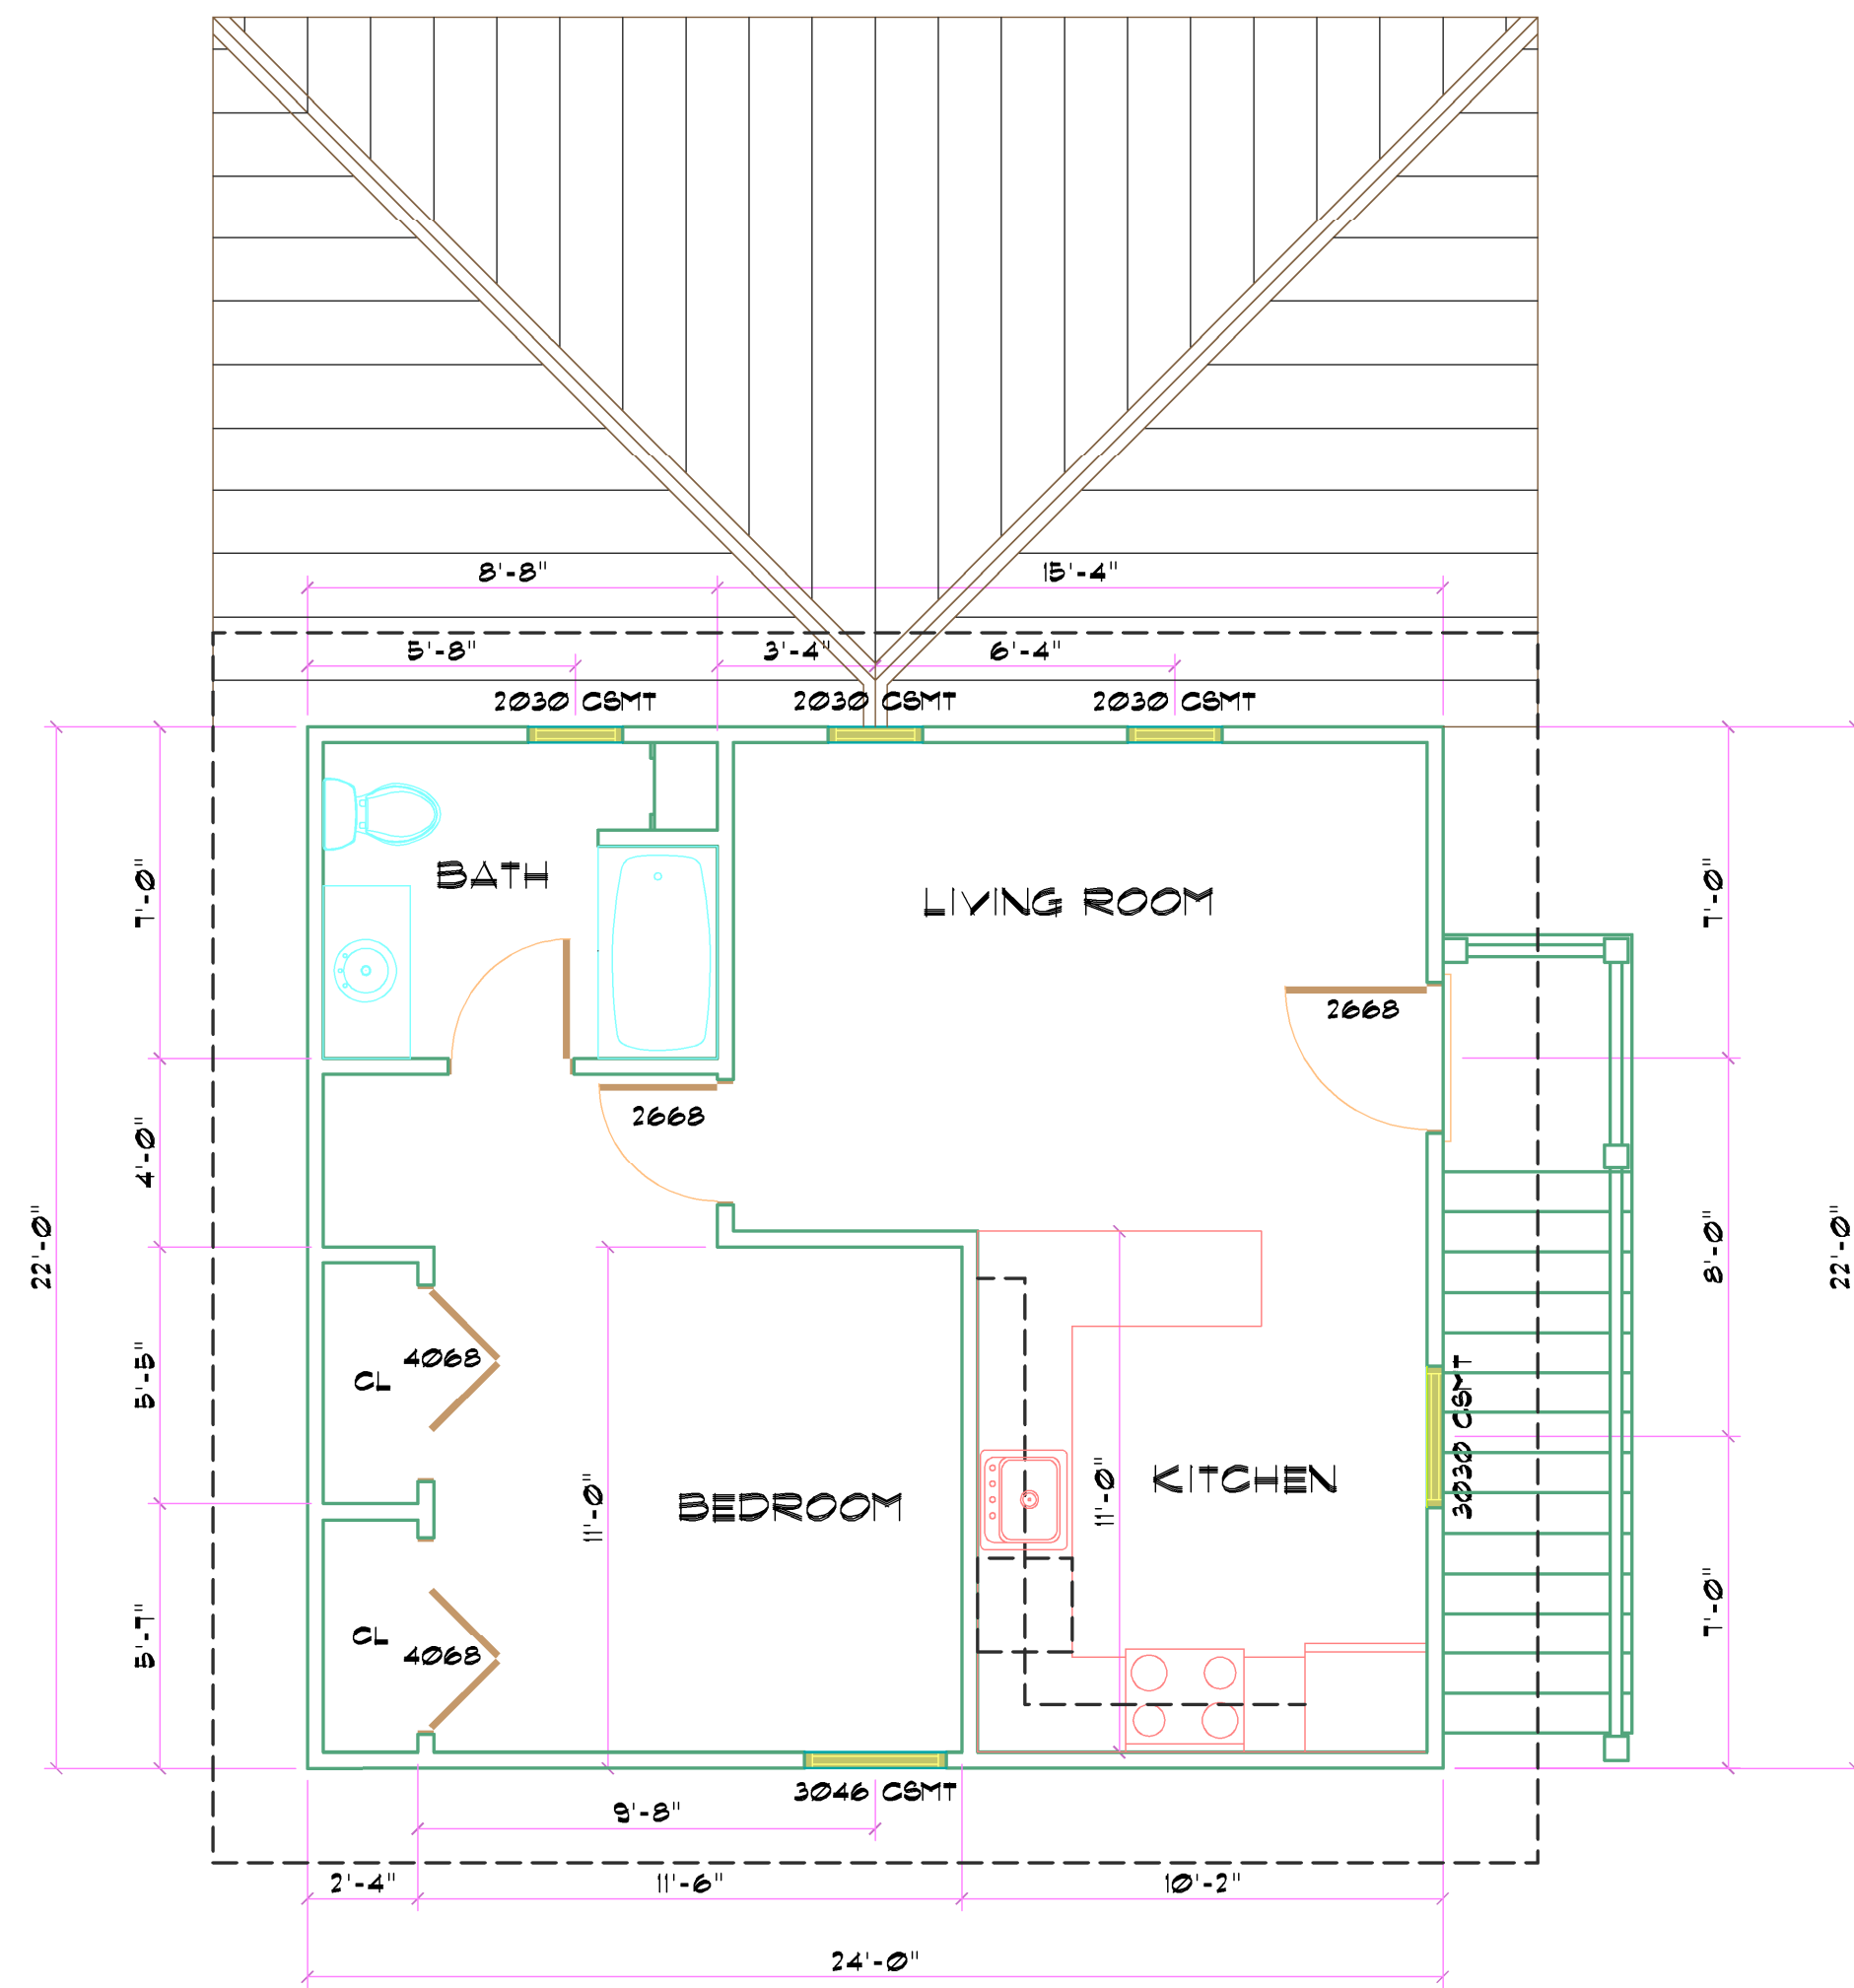 8'-8" 15'-4"
5'-8" 3'-4" 6'-4"
2030 CSMT 2030 CSMT 2030 CSMT
7'-0"
BATH
LIVING ROOM
7'-0"
2668
2668
4'-0"
22'-0"
8'-0"
22'-0"
5'-5"
CL
4068
11'-0"
BEDROOM
11'-0"
KITCHEN
3030 CSMT
5'-7"
CL
4068
7'-0"
3046 CSMT
9'-8"
2'-4" 11'-6" 10'-2"
24'-0"